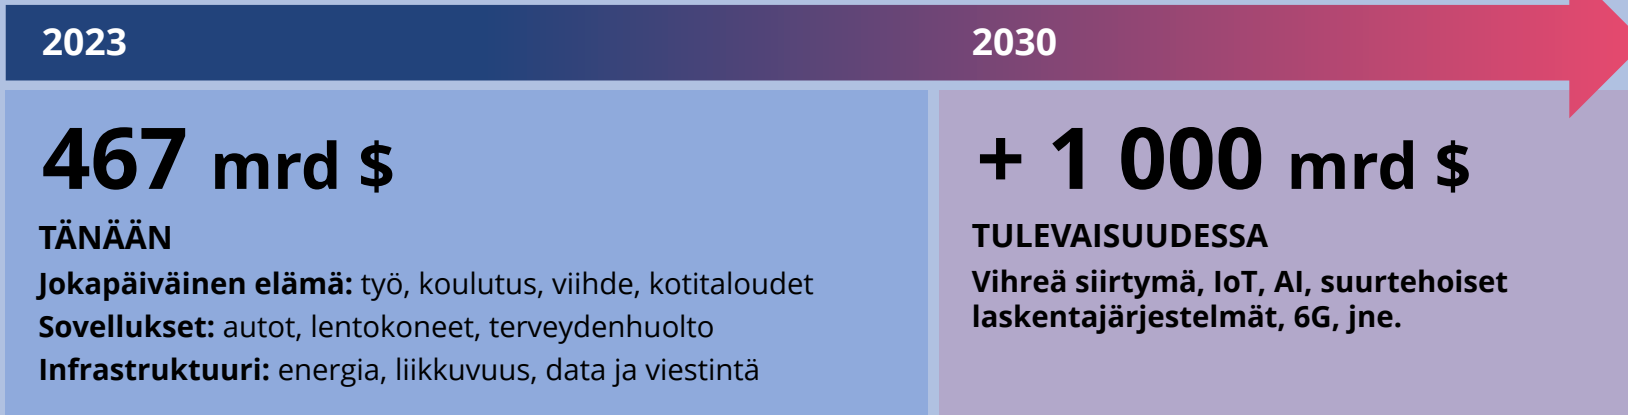 2023
467 mrd $
TÄNÄÄN
Jokapäiväinen elämä: työ, koulutus, viihde, kotitaloudet
Sovellukset: autot, lentokoneet, terveydenhuolto
Infrastruktuuri: energia, liikkuvuus, data ja viestintä
2030
+ 1 000 mrd $
TULEVAISUUDESSA
Vihreä siirtymä, IoT, AI, suurtehoiset
laskentajärjestelmät, 6G, jne.